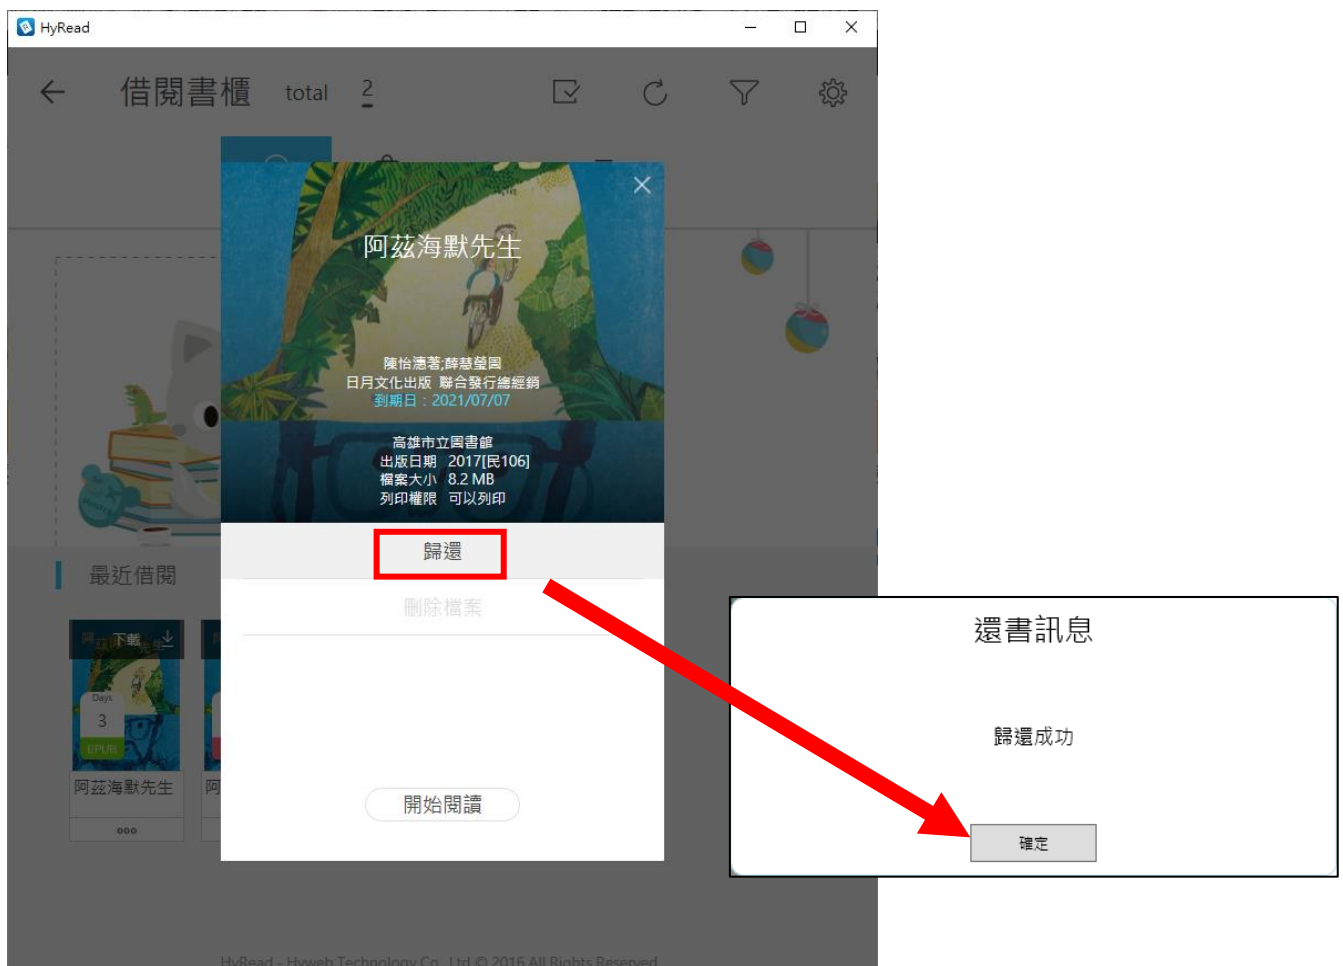 HyRead
借閱書櫃 total 2
阿茲海默先生
陳怡潓著;薛慧瑩圖
日月文化出版 聯合發行總經銷
到期日：2021/07/07
高雄市立圖書館
出版日期 2017[民106]
檔案大小 8.2 MB
列印權限 可以列印
歸還
刪除檔案
開始閱讀
最近借閱
下載
Days
3
EPUB
阿茲海默先生
阿
還書訊息
歸還成功
確定
HyRead - Hyweb Technology Co., Ltd © 2016 All Rights Reserved